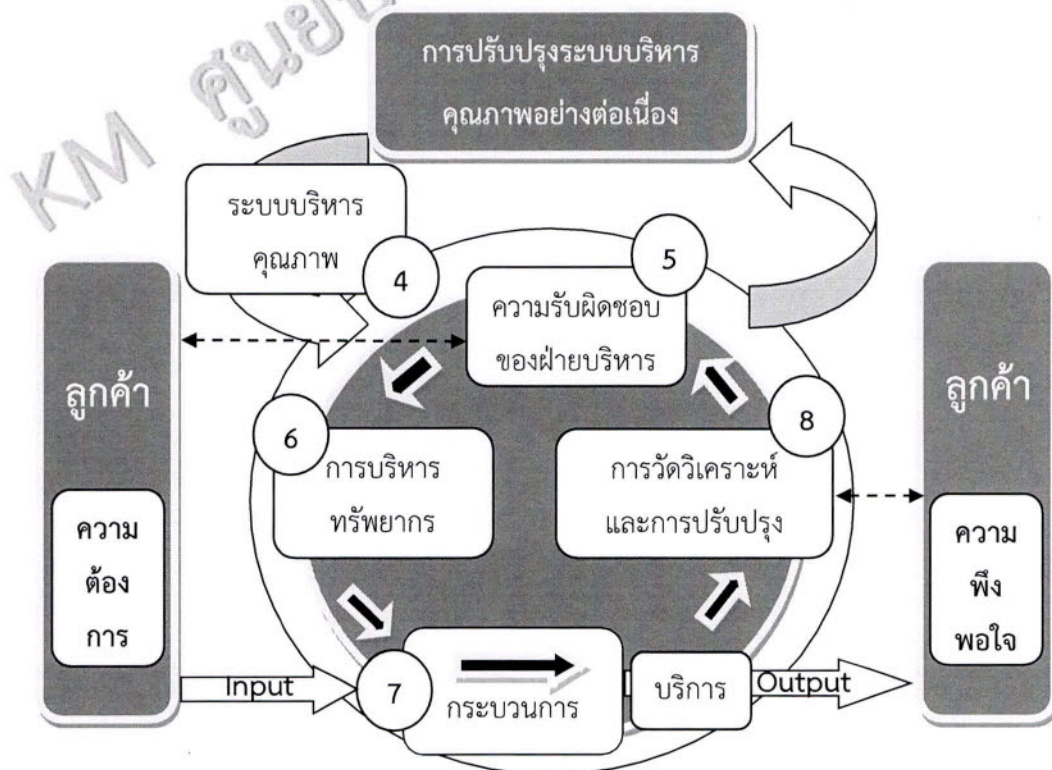 KM ศูนย์
การปรับปรุงระบบบริหาร
คุณภาพอย่างต่อเนื่อง
ระบบบริหาร
คุณภาพ
4
5
ความรับผิดชอบ
ของฝ่ายบริหาร
ลูกค้า
ความ
ต้อง
การ
6
การบริหาร
ทรัพยากร
8
การวัดวิเคราะห์
และการปรับปรุง
ลูกค้า
ความ
พึง
พอใจ
Input
7
กระบวนการ
บริการ
Output